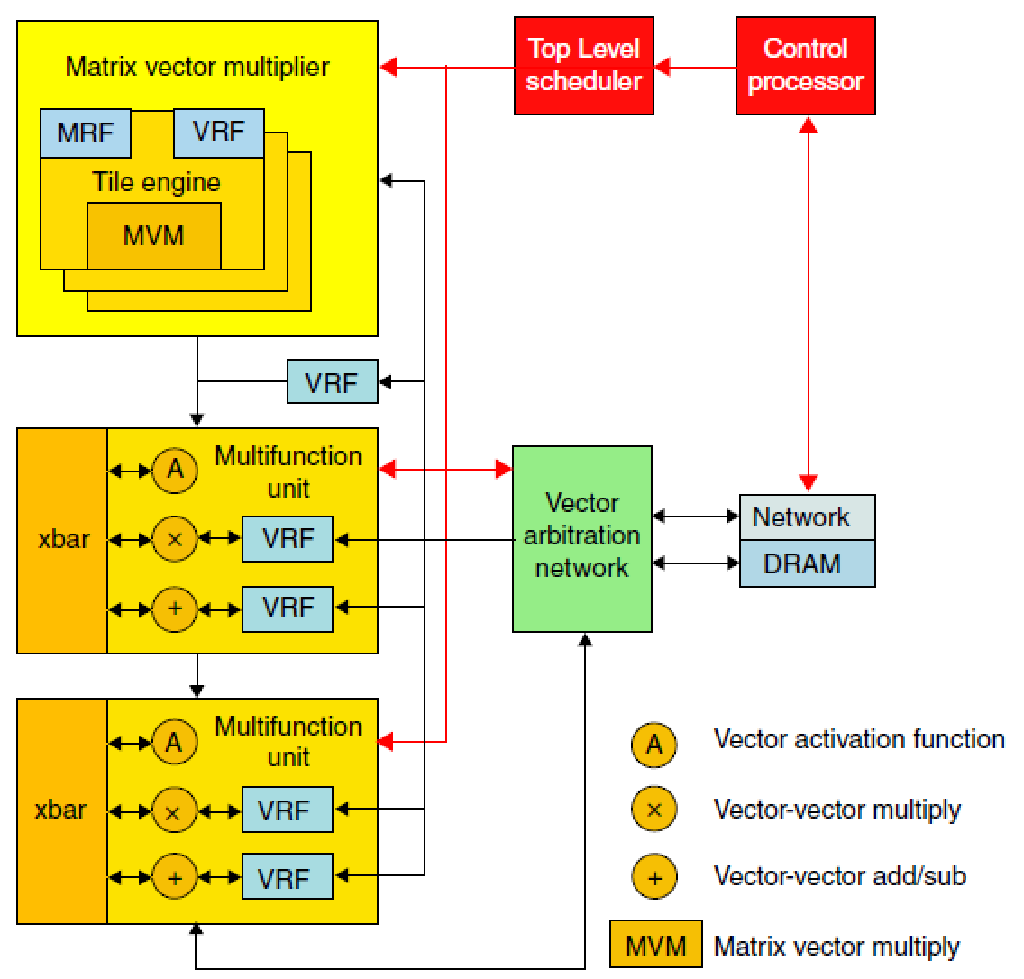 Matrix vector multiplier
MRF
VRF
Tile engine
MVM
Top Level
scheduler
Control
processor
VRF
xbar
A
Multifunction
unit
×
VRF
+
VRF
Vector
arbitration
network
Network
DRAM
xbar
A
Multifunction
unit
×
VRF
+
VRF
A Vector activation function
× Vector-vector multiply
+ Vector-vector add/sub
MVM Matrix vector multiply